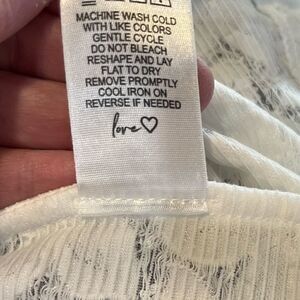 MACHINE WASH COLD
WITH LIKE COLORS
GENTLE CYCLE
DO NOT BLEACH
RESHAPE AND LAY
FLAT TO DRY
REMOVE PROMPTLY
COOL IRON ON
REVERSE IF NEEDED
love♡